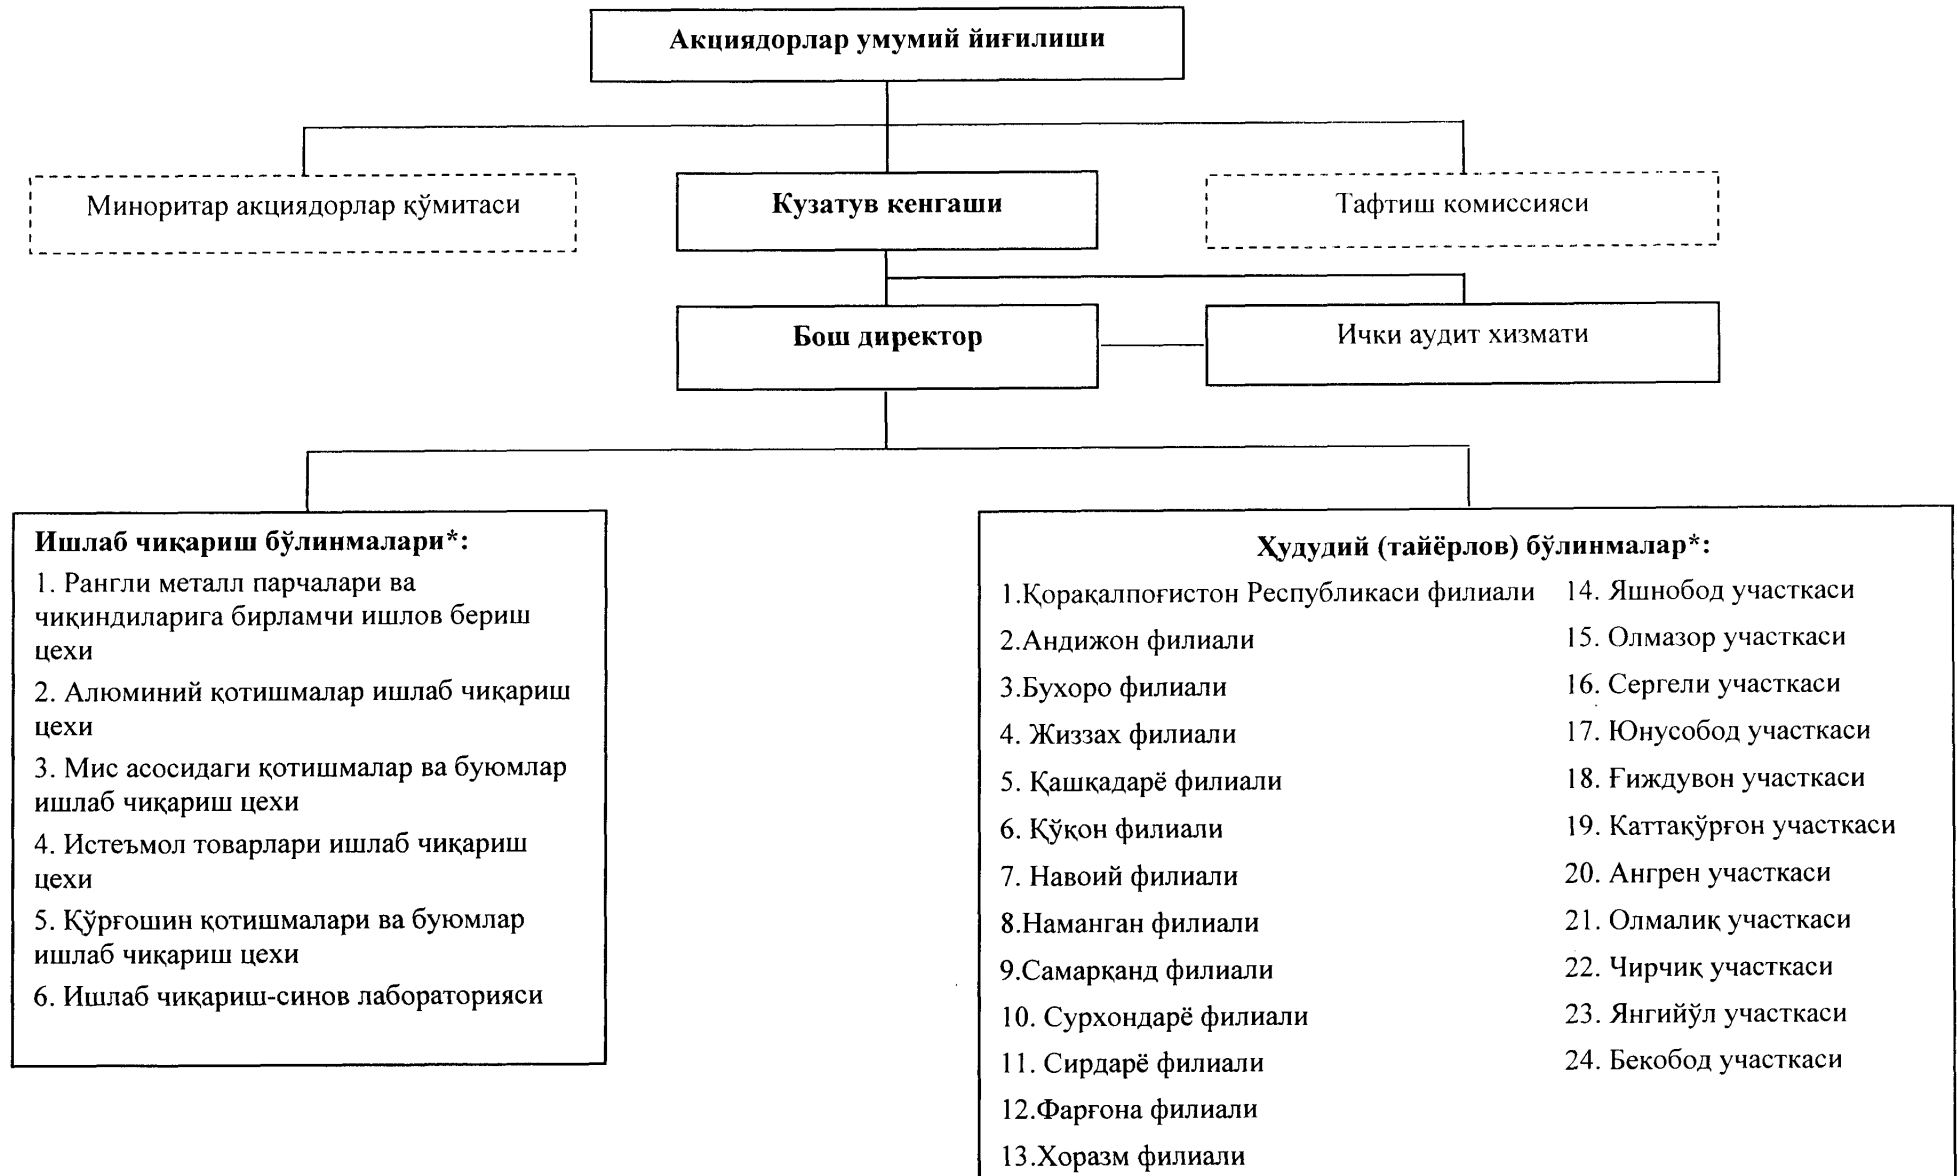 Акциядорлар умумий йиғилиши
Миноритар акциядорлар қўмитаси
Кузатув кенгаши
Тафтиш комиссияси
Бош директор
Ички аудит хизмати
Ишлаб чиқариш бўлинмалари*:
1. Рангли металл парчалари ва
чиқиндиларига бирламчи ишлов бериш
цехи
2. Алюминий қотишмалар ишлаб чиқариш
цехи
3. Мис асосидаги қотишмалар ва буюмлар
ишлаб чиқариш цехи
4. Истеъмол товарлари ишлаб чиқариш
цехи
5. Қўрғошин қотишмалари ва буюмлар
ишлаб чиқариш цехи
6. Ишлаб чиқариш-синов лабораторияси
Ҳудудий (тайёрлов) бўлинмалар*:
1.Қорақалпоғистон Республикаси филиали
2.Андижон филиали
3.Бухоро филиали
4. Жиззах филиали
5. Қашқадарё филиали
6. Қўқон филиали
7. Навоий филиали
8.Наманган филиали
9.Самарқанд филиали
10. Сурхондарё филиали
11. Сирдарё филиали
12.Фарғона филиали
13.Хоразм филиали
14. Яшнобод участкаси
15. Олмазор участкаси
16. Сергели участкаси
17. Юнусобод участкаси
18. Ғиждувон участкаси
19. Каттақўрғон участкаси
20. Ангрен участкаси
21. Олмалиқ участкаси
22. Чирчиқ участкаси
23. Янгийўл участкаси
24. Бекобод участкаси